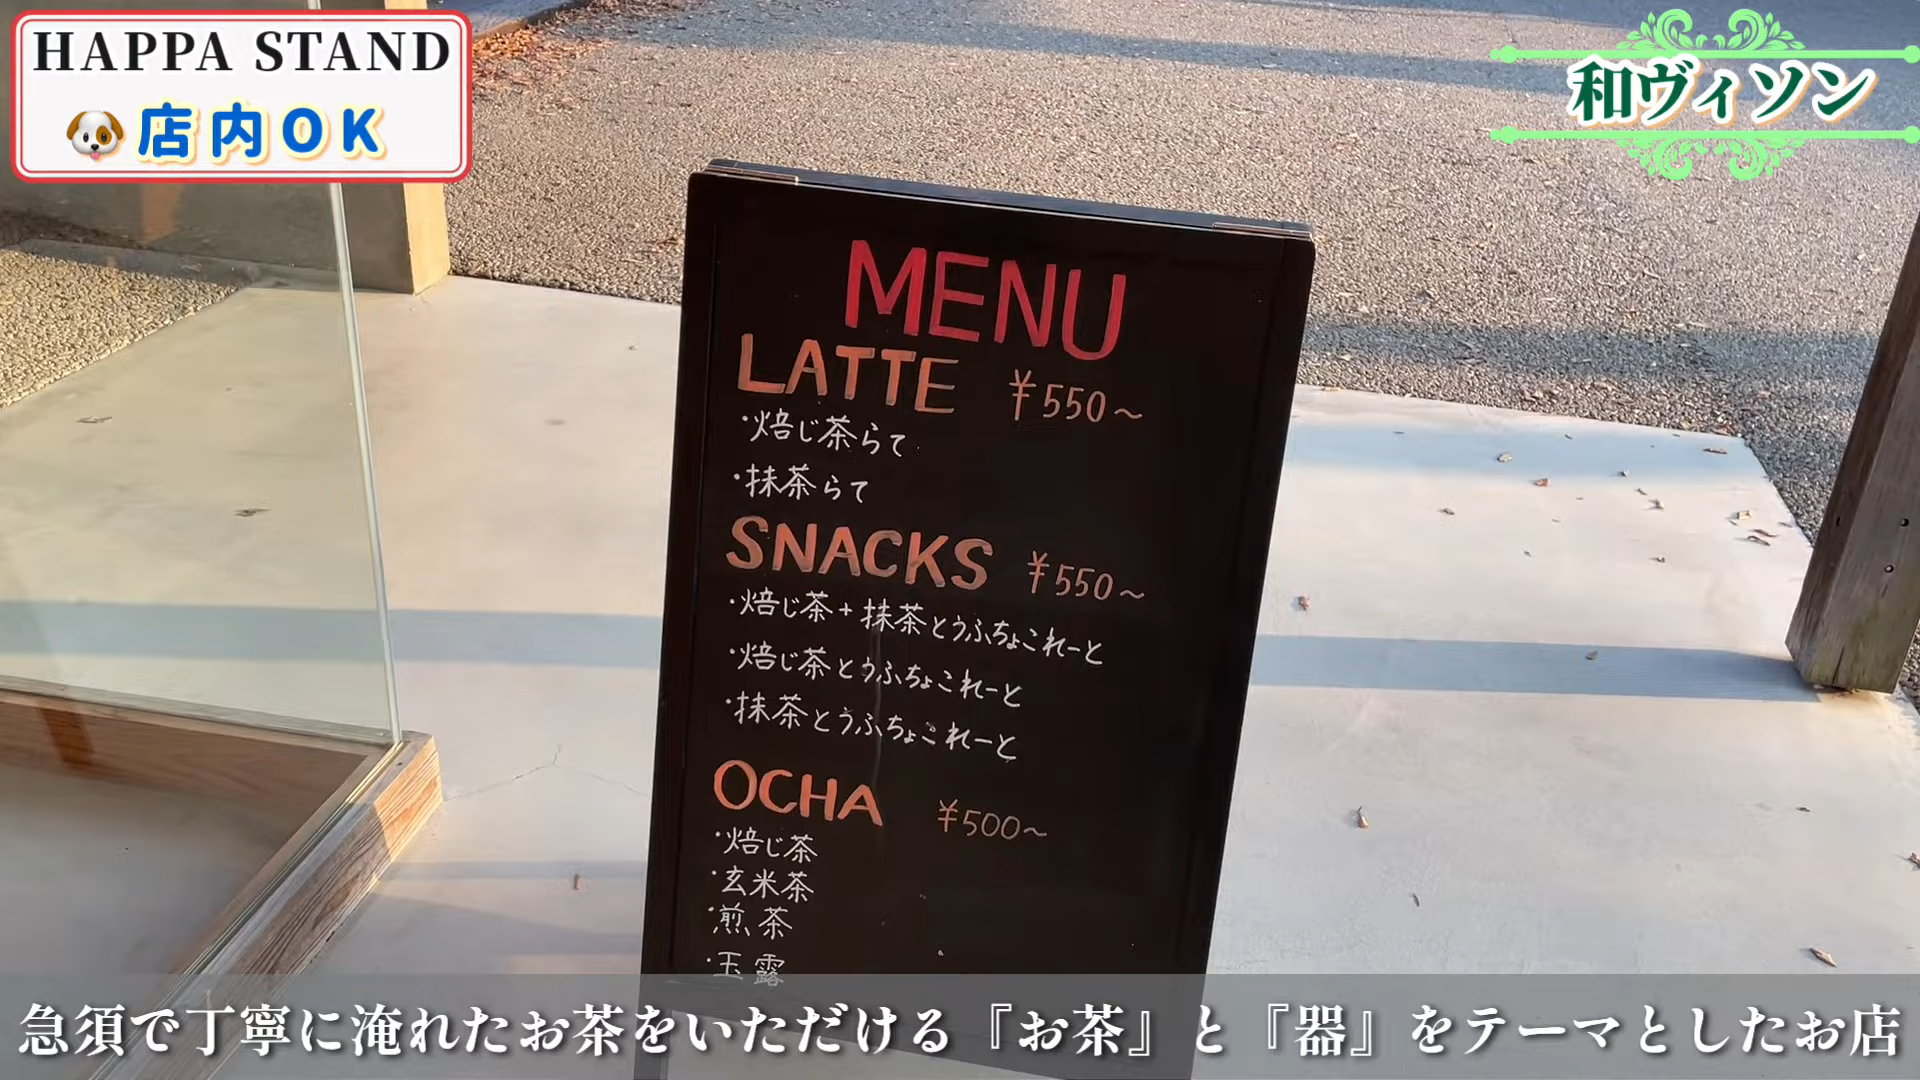 HAPPA STAND
店内OK
和ヴィソン
MENU
LATTE ¥550〜
・焙じ茶らて
・抹茶らて
SNACKS ¥550〜
・焙じ茶+抹茶とうふちょこれーと
・焙じ茶とうふちょこれーと
・抹茶とうふちょこれーと
OCHA ¥500〜
・焙じ茶
・玄米茶
・煎茶
・玉露
急須で丁寧に淹れたお茶をいただける『お茶』と『器』をテーマとしたお店